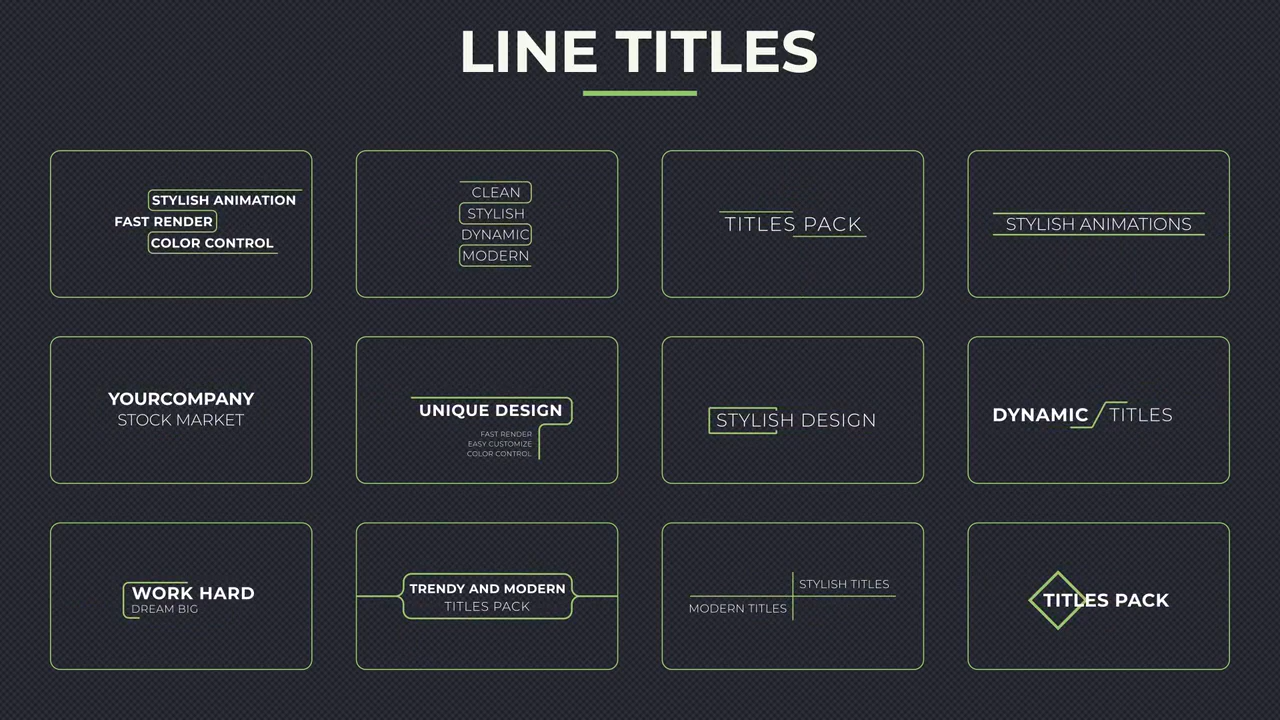 LINE TITLES
STYLISH ANIMATION
FAST RENDER
COLOR CONTROL
CLEAN
STYLISH
DYNAMIC
MODERN
TITLES PACK
STYLISH ANIMATIONS
YOURCOMPANY
STOCK MARKET
UNIQUE DESIGN
FAST RENDER
EASY CUSTOMIZE
COLOR CONTROL
STYLISH DESIGN
DYNAMIC TITLES
WORK HARD
DREAM BIG
TRENDY AND MODERN
TITLES PACK
STYLISH TITLES
MODERN TITLES
TITLES PACK